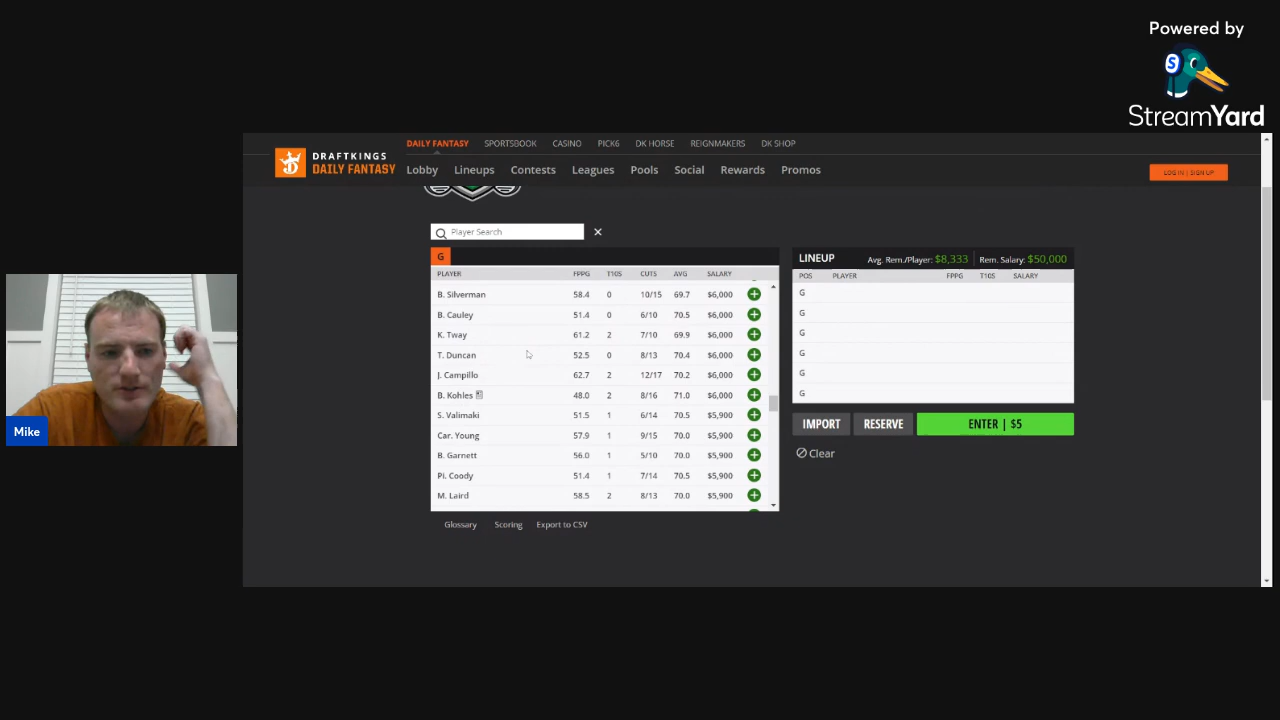 Powered by
StreamYard
DAILY FANTASY SPORTSBOOK CASINO PICK6 DK HORSE REIGNMAKERS DK SHOP
DRAFTKINGS
DAILY FANTASY
Lobby Lineups Contests Leagues Pools Social Rewards Promos
LOG IN | SIGN UP
Player Search
G
PLAYER FPPG T10S CUTS AVG SALARY
B. Silverman 58.4 0 10/15 69.7 $6,000
B. Cauley 51.4 0 6/10 70.5 $6,000
K. Tway 61.2 2 7/10 69.9 $6,000
T. Duncan 52.5 0 8/13 70.4 $6,000
J. Campillo 62.7 2 12/17 70.2 $6,000
B. Kohles 48.0 2 8/16 71.0 $6,000
S. Valimaki 51.5 1 6/14 70.5 $5,900
Car. Young 57.9 1 9/15 70.0 $5,900
B. Garnett 56.0 1 5/10 70.0 $5,900
Pi. Coody 51.4 1 7/14 70.5 $5,900
M. Laird 58.5 2 8/13 70.0 $5,900
Glossary Scoring Export to CSV
LINEUP Avg. Rem./Player: $8,333 Rem. Salary: $50,000
POS PLAYER FPPG T10S SALARY
G
G
G
G
G
G
IMPORT RESERVE ENTER | $5
Clear
Mike